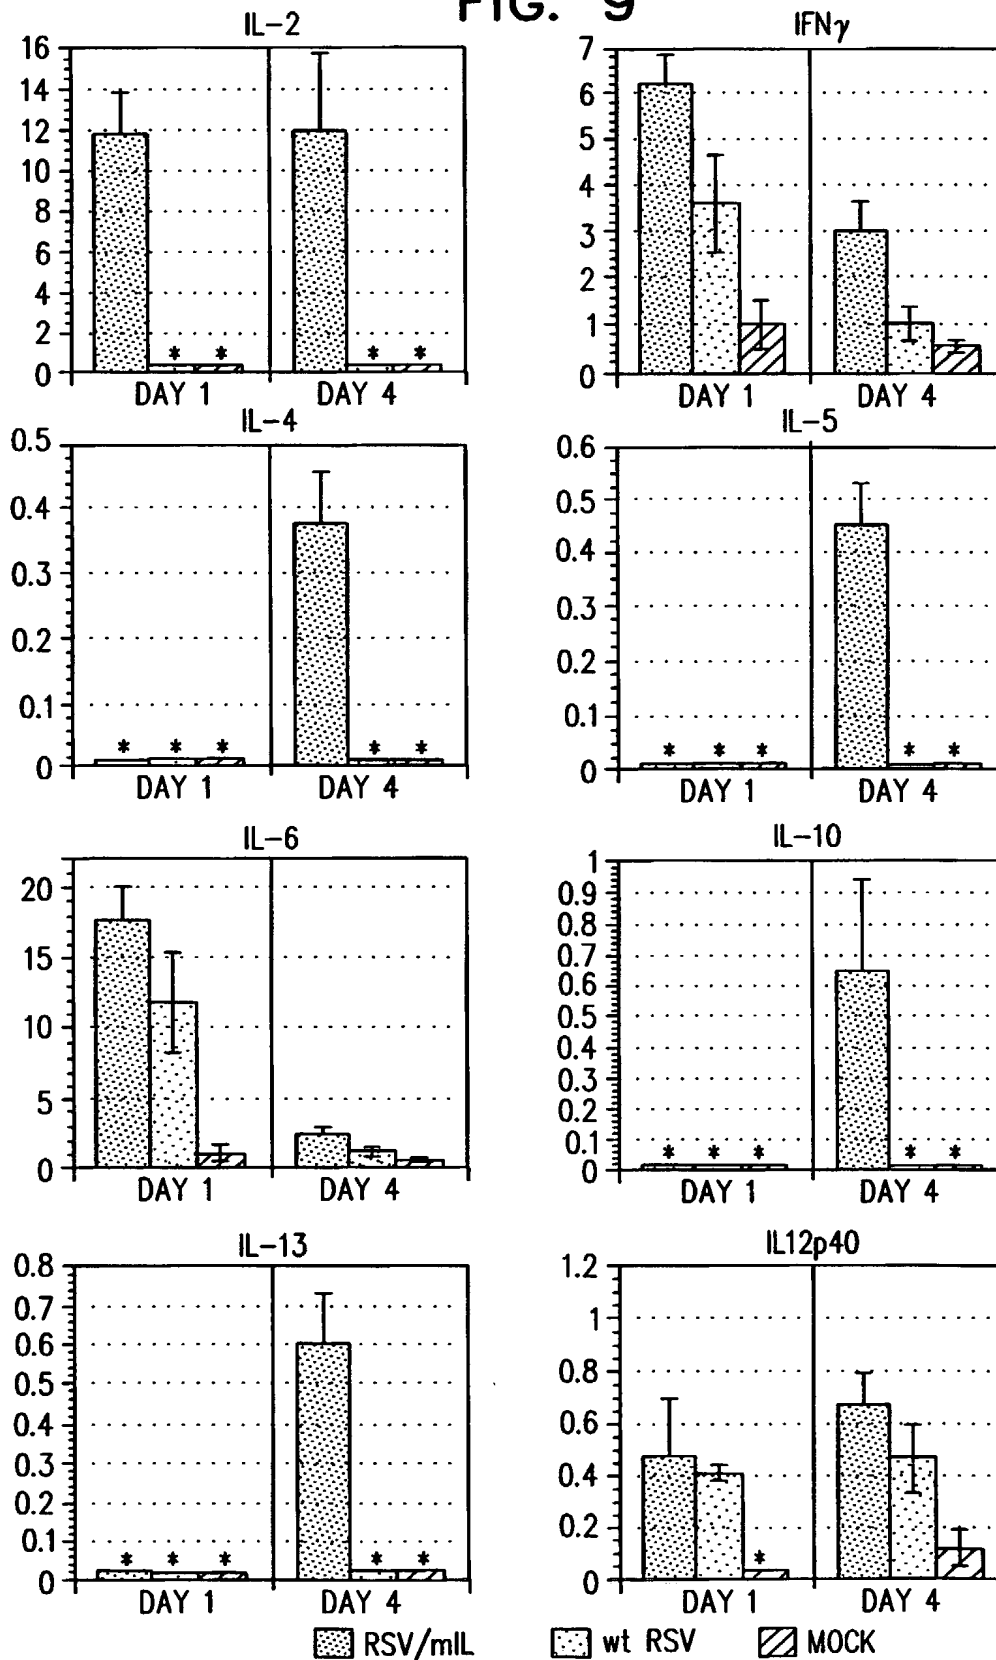 FIG. 9
IL-2
16
14
12
10
8
6
4
2
0
* * * *
DAY 1 DAY 4
IFNγ
7
6
5
4
3
2
1
0
DAY 1 DAY 4
IL-4
0.5
0.4
0.3
0.2
0.1
0
* * * * *
DAY 1 DAY 4
IL-5
0.6
0.5
0.4
0.3
0.2
0.1
0
* * * * *
DAY 1 DAY 4
IL-6
20
15
10
5
0
DAY 1 DAY 4
IL-10
1
0.9
0.8
0.7
0.6
0.5
0.4
0.3
0.2
0.1
0
* * * * *
DAY 1 DAY 4
IL-13
0.8
0.7
0.6
0.5
0.4
0.3
0.2
0.1
0
* * * * *
DAY 1 DAY 4
IL12p40
1.2
1
0.8
0.6
0.4
0.2
0
*
DAY 1 DAY 4
RSV/mIL wt RSV MOCK